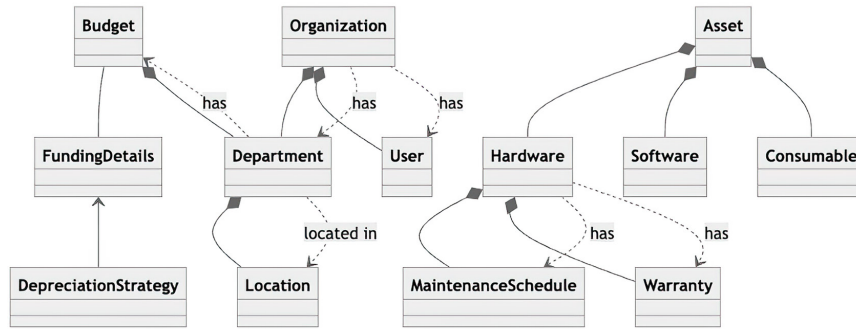 Budget
Organization
Asset
has
has
has
FundingDetails
Department
User
Hardware
Software
Consumable
located in
has
has
DepreciationStrategy
Location
MaintenanceSchedule
Warranty